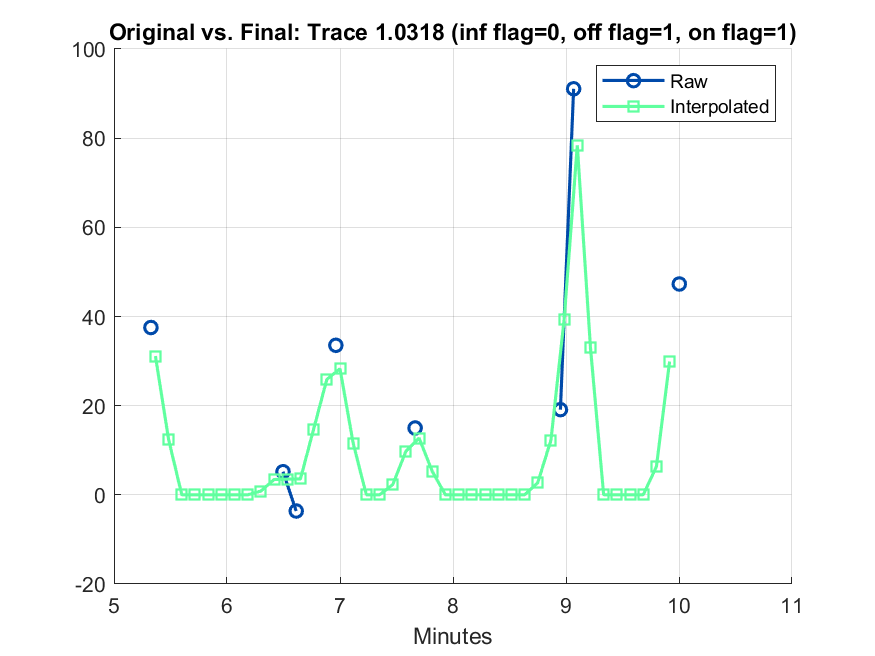 Original vs. Final: Trace 1.0318 (inf flag=0, off flag=1, on flag=1)
100
80
60
40
20
0
-20
Raw
Interpolated
5 6 7 8 9 10 11
Minutes